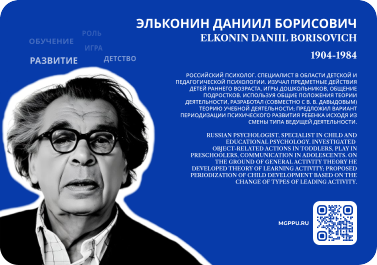 ЭЛЬКОНИН ДАНИИЛ БОРИСОВИЧ
ELKONIN DANIIL BORISOVICH
1904-1984
РОЛЬ
ОБУЧЕНИЕ
ИГРА
РАЗВИТИЕ
ДЕТСТВО
РОССИЙСКИЙ ПСИХОЛОГ. СПЕЦИАЛИСТ В ОБЛАСТИ ДЕТСКОЙ И
ПЕДАГОГИЧЕСКОЙ ПСИХОЛОГИИ. ИЗУЧАЛ ПРЕДМЕТНЫЕ ДЕЙСТВИЯ
ДЕТЕЙ РАННЕГО ВОЗРАСТА, ИГРЫ ДОШКОЛЬНИКОВ, ОБЩЕНИЕ
ПОДРОСТКОВ. ИСПОЛЬЗУЯ ОБЩИЕ ПОЛОЖЕНИЯ ТЕОРИИ
ДЕЯТЕЛЬНОСТИ, РАЗРАБОТАЛ (СОВМЕСТНО С В. В. ДАВЫДОВЫМ)
ТЕОРИЮ УЧЕБНОЙ ДЕЯТЕЛЬНОСТИ; ПРЕДЛОЖИЛ ВАРИАНТ
ПЕРИОДИЗАЦИИ ПСИХИЧЕСКОГО РАЗВИТИЯ РЕБЕНКА ИСХОДЯ ИЗ
СМЕНЫ ТИПА ВЕДУЩЕЙ ДЕЯТЕЛЬНОСТИ.
RUSSIAN PSYCHOLOGIST. SPECIALIST IN CHILD AND
EDUCATIONAL PSYCHOLOGY. INVESTIGATED
OBJECT-RELATED ACTIONS IN TODDLERS, PLAY IN
PRESCHOOLERS, COMMUNICATION IN ADOLESCENTS. ON
THE GROUND OF GENERAL ACTIVITY THEORY HE
DEVELOPED THEORY OF LEARNING ACTIVITY; PROPOSED
PERIODIZATION OF CHILD DEVELOPMENT BASED ON THE
CHANGE OF TYPES OF LEADING ACTIVITY.
MGPPU.RU